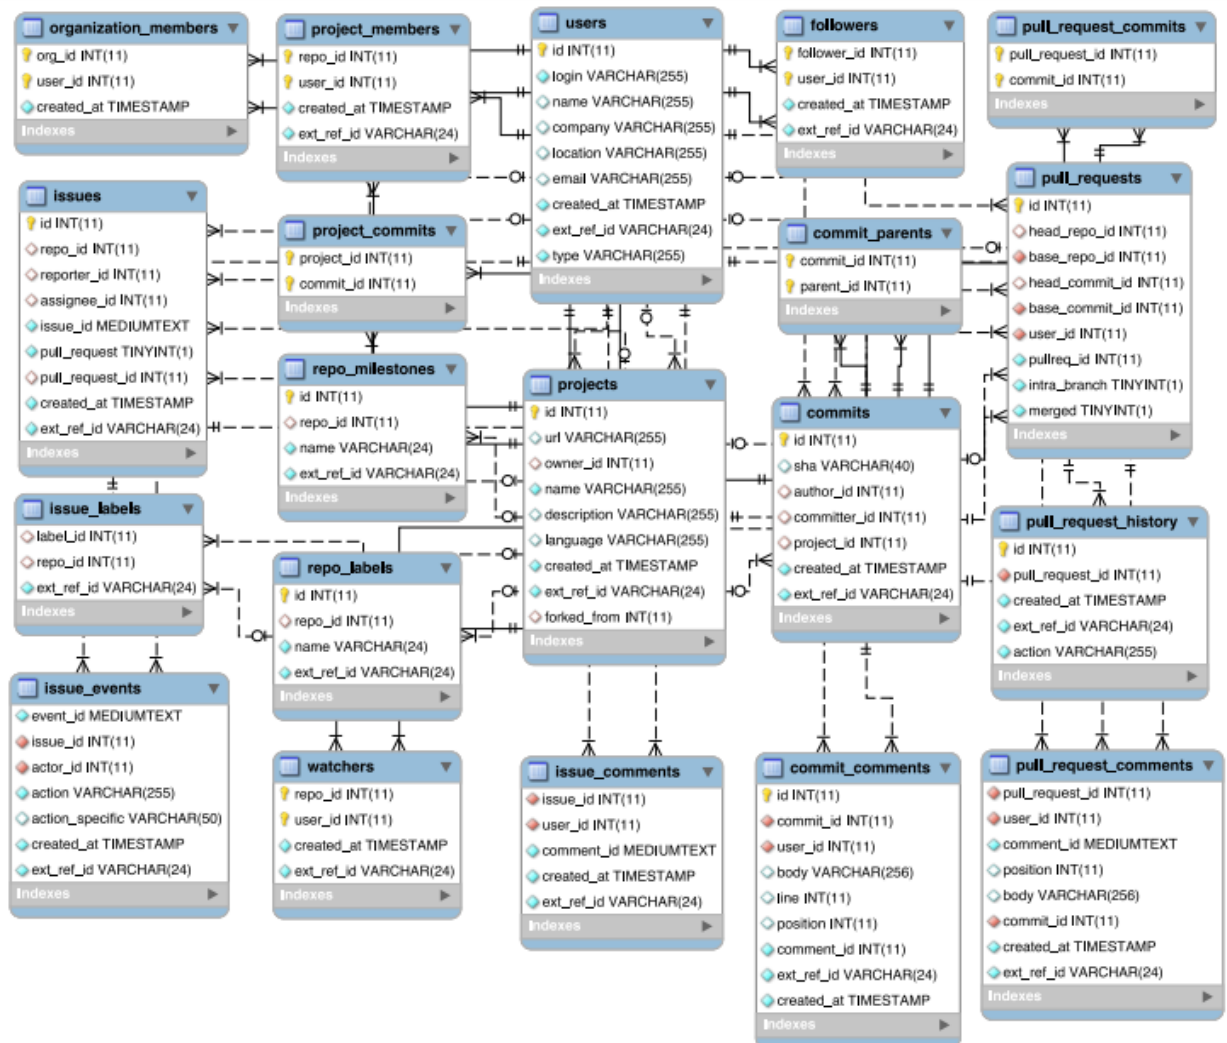 organization_members
org_id INT(11)
user_id INT(11)
created_at TIMESTAMP
Indexes
project_members
repo_id INT(11)
user_id INT(11)
created_at TIMESTAMP
ext_ref_id VARCHAR(24)
Indexes
users
id INT(11)
login VARCHAR(255)
name VARCHAR(255)
company VARCHAR(255)
location VARCHAR(255)
email VARCHAR(255)
created_at TIMESTAMP
ext_ref_id VARCHAR(24)
type VARCHAR(255)
Indexes
followers
follower_id INT(11)
user_id INT(11)
created_at TIMESTAMP
ext_ref_id VARCHAR(24)
Indexes
pull_request_commits
pull_request_id INT(11)
commit_id INT(11)
Indexes
issues
id INT(11)
repo_id INT(11)
reporter_id INT(11)
assignee_id INT(11)
issue_id MEDIUMTEXT
pull_request TINYINT(1)
pull_request_id INT(11)
created_at TIMESTAMP
ext_ref_id VARCHAR(24)
Indexes
project_commits
project_id INT(11)
commit_id INT(11)
Indexes
commit_parents
commit_id INT(11)
parent_id INT(11)
Indexes
pull_requests
id INT(11)
head_repo_id INT(11)
base_repo_id INT(11)
head_commit_id INT(11)
base_commit_id INT(11)
user_id INT(11)
pullreq_id INT(11)
intra_branch TINYINT(1)
merged TINYINT(1)
Indexes
repo_milestones
id INT(11)
repo_id INT(11)
name VARCHAR(24)
ext_ref_id VARCHAR(24)
Indexes
projects
id INT(11)
url VARCHAR(255)
owner_id INT(11)
name VARCHAR(255)
description VARCHAR(255)
language VARCHAR(255)
created_at TIMESTAMP
ext_ref_id VARCHAR(24)
forked_from INT(11)
Indexes
commits
id INT(11)
sha VARCHAR(40)
author_id INT(11)
committer_id INT(11)
project_id INT(11)
created_at TIMESTAMP
ext_ref_id VARCHAR(24)
Indexes
issue_labels
label_id INT(11)
repo_id INT(11)
ext_ref_id VARCHAR(24)
Indexes
repo_labels
id INT(11)
repo_id INT(11)
name VARCHAR(24)
ext_ref_id VARCHAR(24)
Indexes
pull_request_history
id INT(11)
pull_request_id INT(11)
created_at TIMESTAMP
ext_ref_id VARCHAR(24)
action VARCHAR(255)
Indexes
issue_events
event_id MEDIUMTEXT
issue_id INT(11)
actor_id INT(11)
action VARCHAR(255)
action_specific VARCHAR(50)
created_at TIMESTAMP
ext_ref_id VARCHAR(24)
Indexes
watchers
repo_id INT(11)
user_id INT(11)
created_at TIMESTAMP
ext_ref_id VARCHAR(24)
Indexes
issue_comments
issue_id INT(11)
user_id INT(11)
comment_id MEDIUMTEXT
created_at TIMESTAMP
ext_ref_id VARCHAR(24)
Indexes
commit_comments
id INT(11)
commit_id INT(11)
user_id INT(11)
body VARCHAR(256)
line INT(11)
position INT(11)
comment_id INT(11)
ext_ref_id VARCHAR(24)
created_at TIMESTAMP
Indexes
pull_request_comments
pull_request_id INT(11)
user_id INT(11)
comment_id MEDIUMTEXT
position INT(11)
body VARCHAR(256)
commit_id INT(11)
created_at TIMESTAMP
ext_ref_id VARCHAR(24)
Indexes